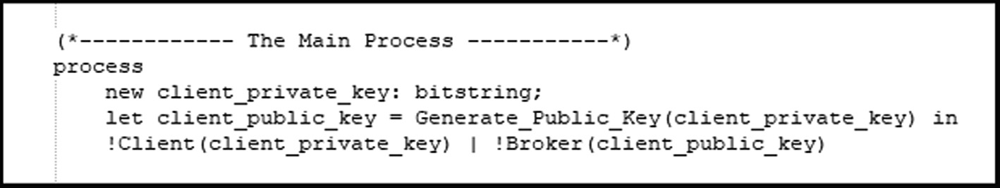 (*------------ The Main Process -----------*)
process
new client_private_key: bitstring;
let client_public_key = Generate_Public_Key(client_private_key) in
!Client(client_private_key) | !Broker(client_public_key)